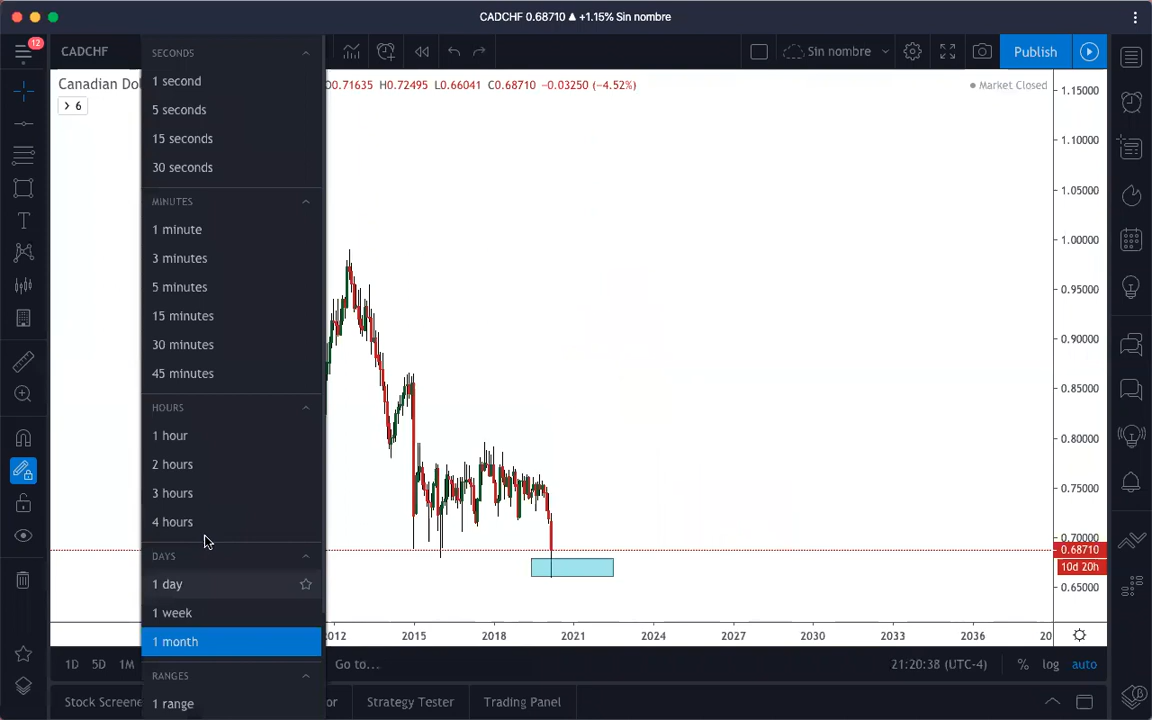 CADCHF 0.68710 ▲ +1.15% Sin nombre
12
CADCHF
Sin nombre
Publish
Canadian Dol
O0.71635 H0.72495 L0.66041 C0.68710 −0.03250 (−4.52%)
Market Closed
6
SECONDS
1 second
5 seconds
15 seconds
30 seconds
MINUTES
1 minute
3 minutes
5 minutes
15 minutes
30 minutes
45 minutes
HOURS
1 hour
2 hours
3 hours
4 hours
DAYS
1 day
1 week
1 month
RANGES
1 range
1.15000
1.10000
1.05000
1.00000
0.95000
0.90000
0.85000
0.80000
0.75000
0.70000
0.68710
10d 20h
0.65000
2012 2015 2018 2021 2024 2027 2030 2033 2036 20
1D 5D 1M Go to... 21:20:38 (UTC-4) % log auto
Stock Screene or Strategy Tester Trading Panel